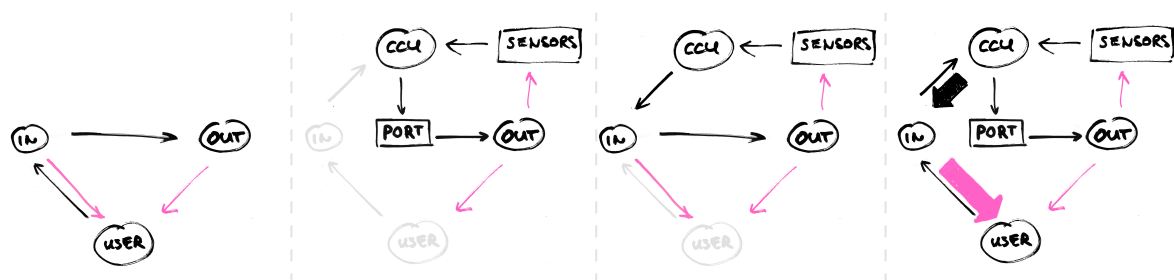 IN
OUT
USER
CCU
SENSORS
IN
PORT
OUT
USER
CCU
SENSORS
IN
OUT
USER
CCU
SENSORS
IN
PORT
OUT
USER